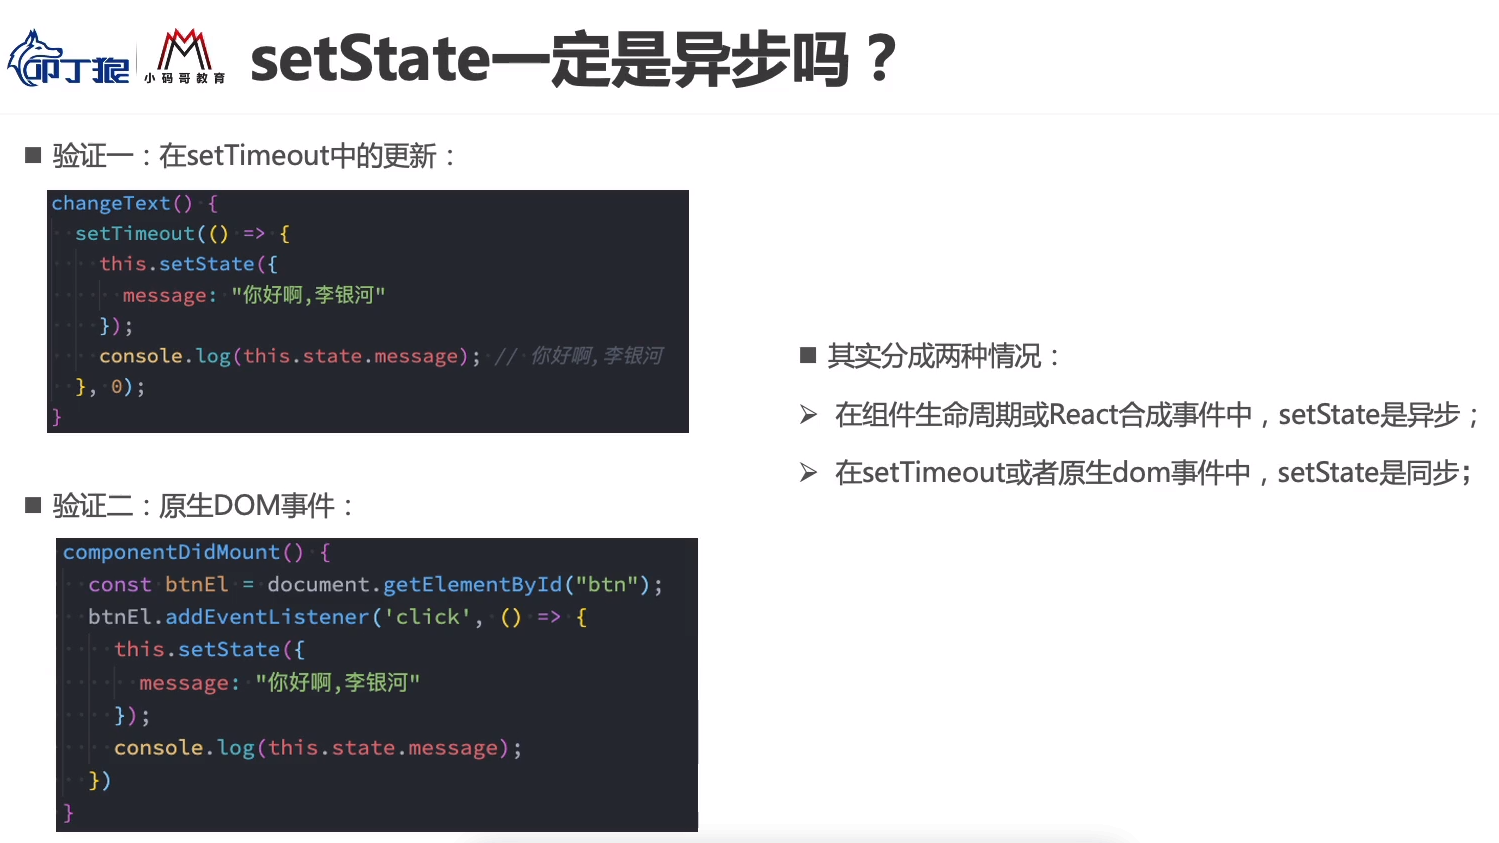 叩丁狼
小码哥教育
setState一定是异步吗？
验证一：在setTimeout中的更新：
changeText() {
setTimeout(() => {
this.setState({
message: "你好啊,李银河"
});
console.log(this.state.message); // 你好啊,李银河
}, 0);
}
验证二：原生DOM事件：
componentDidMount() {
const btnEl = document.getElementById("btn");
btnEl.addEventListener('click', () => {
this.setState({
message: "你好啊,李银河"
});
console.log(this.state.message);
})
}
其实分成两种情况：
在组件生命周期或React合成事件中，setState是异步；
在setTimeout或者原生dom事件中，setState是同步；